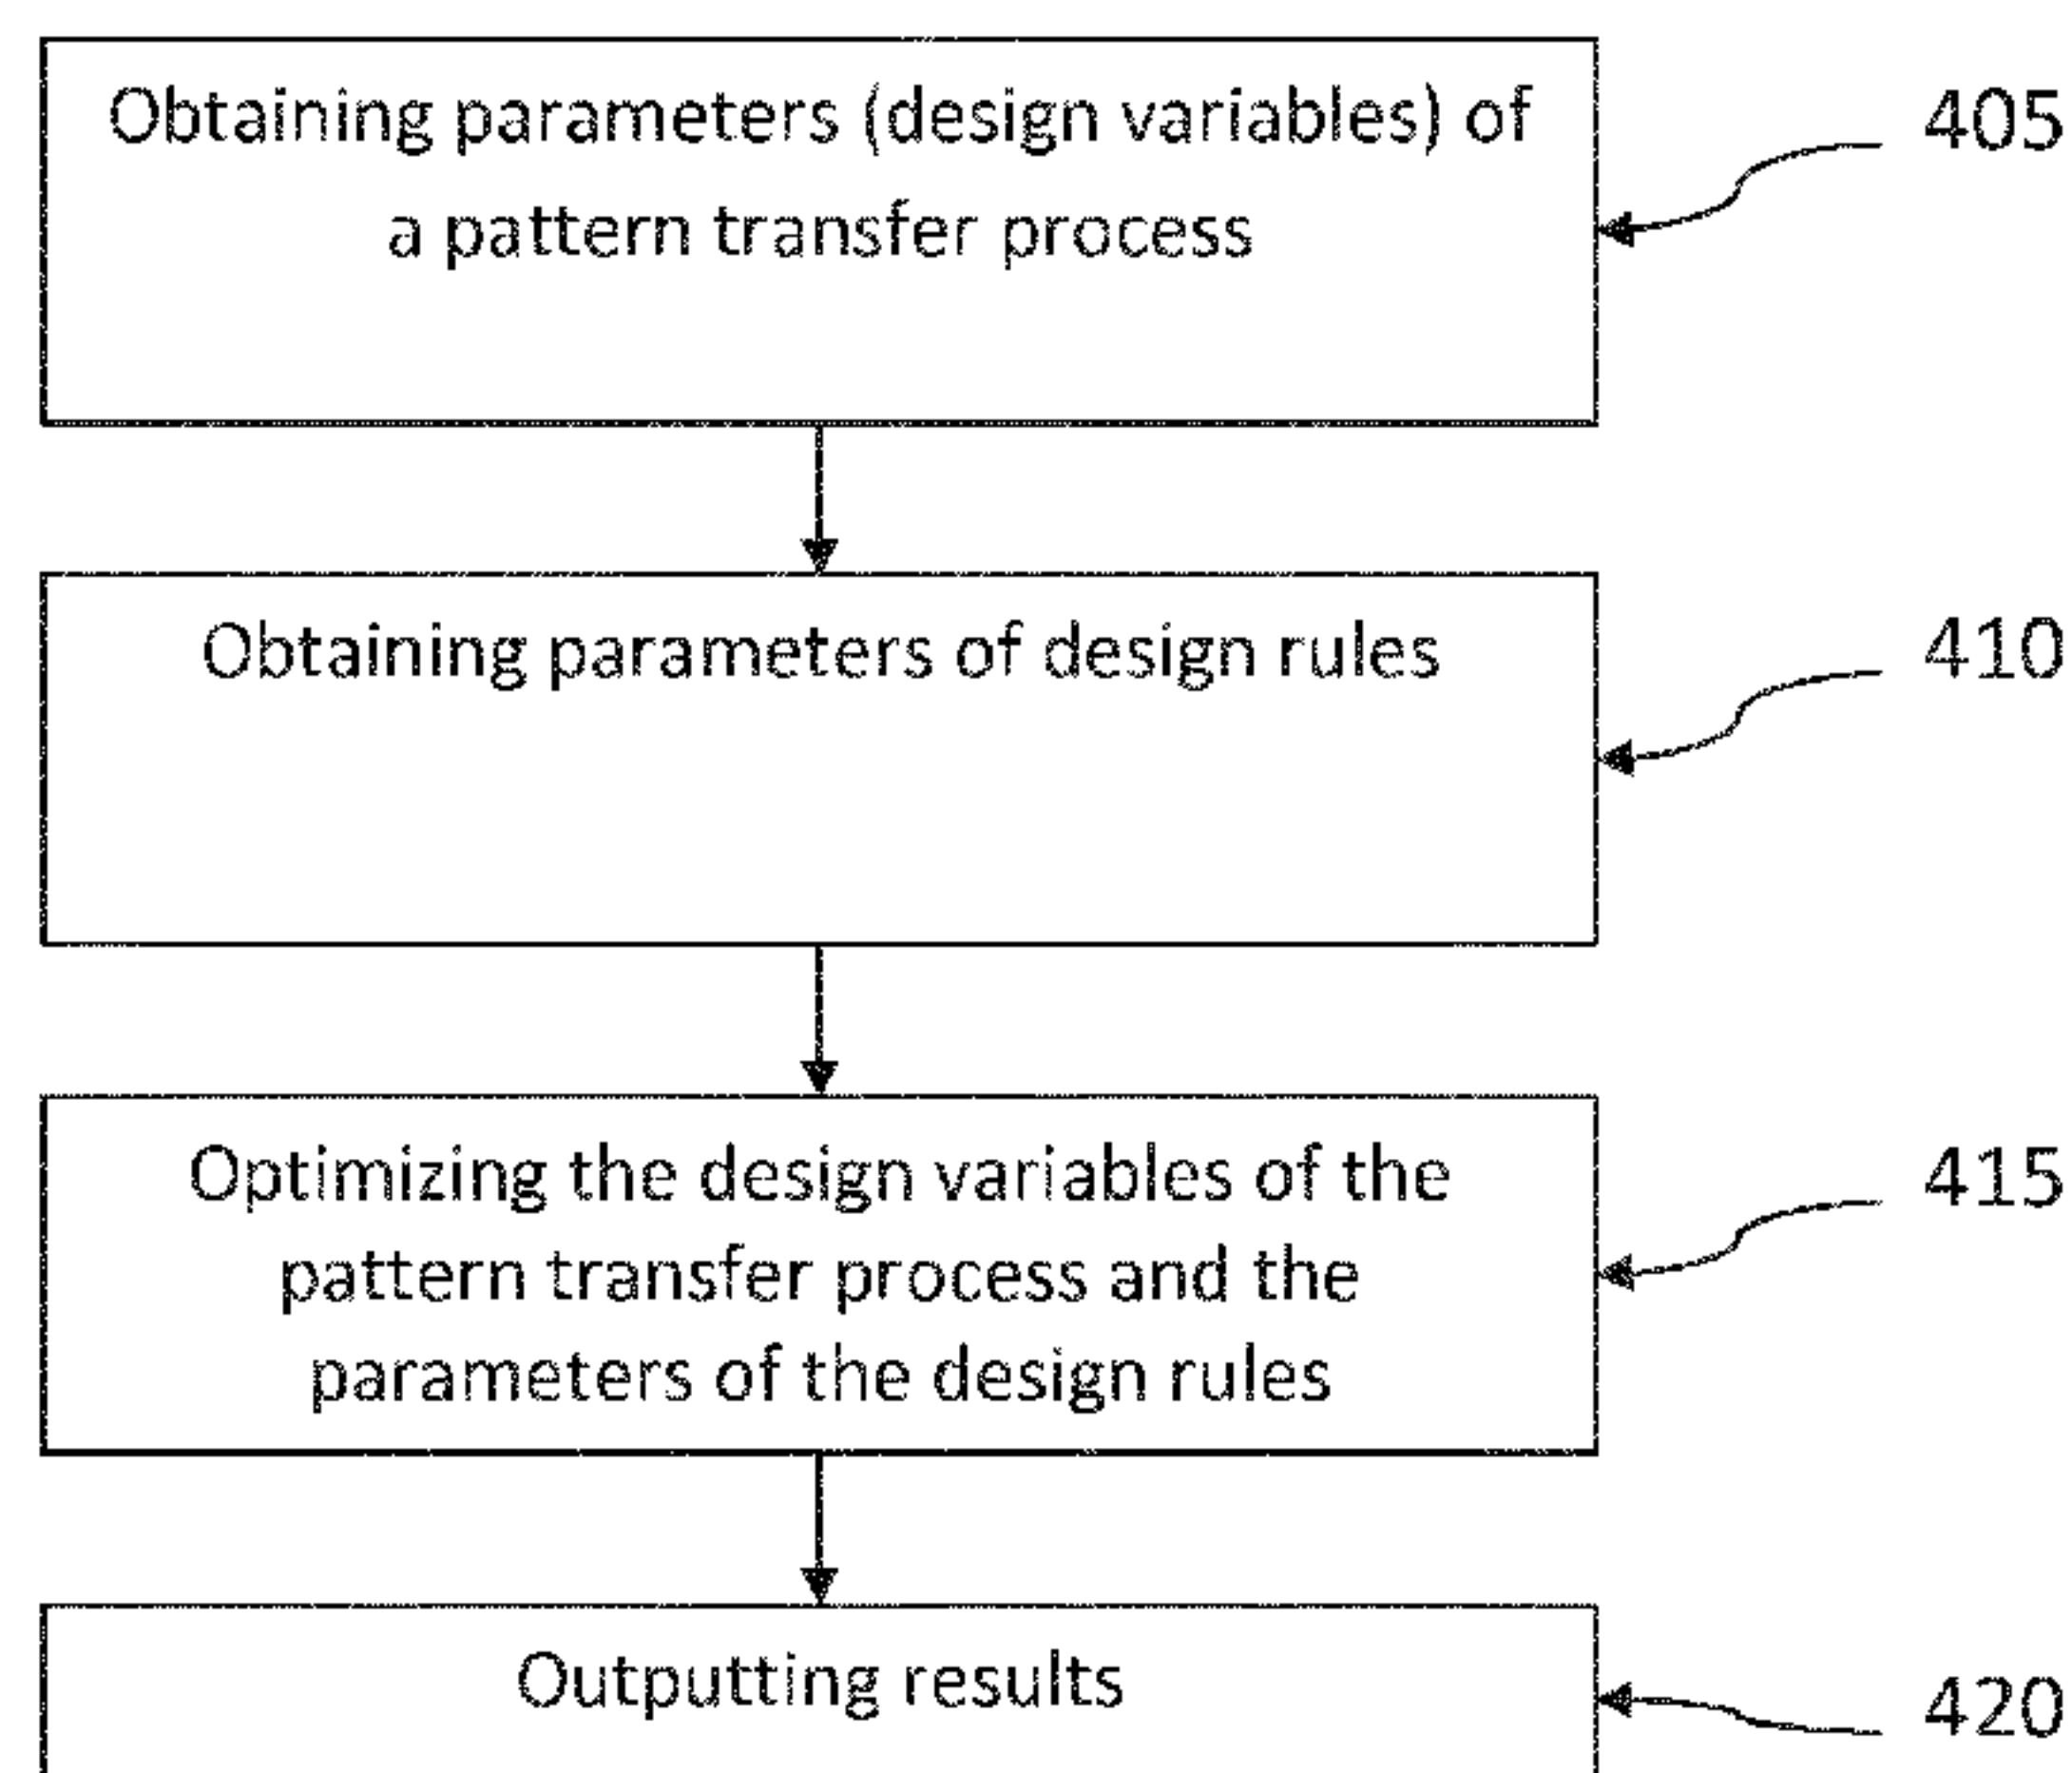 Obtaining parameters (design variables) of
a pattern transfer process
405
Obtaining parameters of design rules
410
Optimizing the design variables of the
pattern transfer process and the
parameters of the design rules
415
Outputting results
420